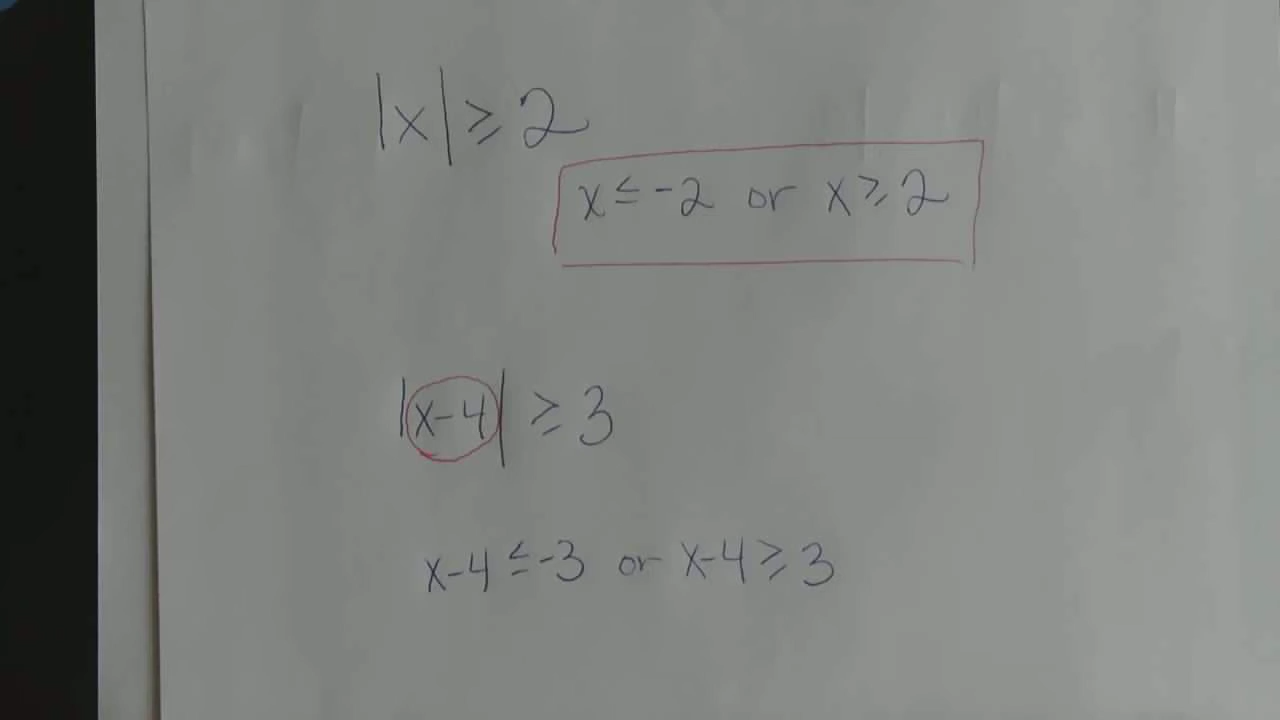 |x| ≥ 2
x ≤ -2 or x ≥ 2
|x-4| ≥ 3
x-4 ≤ -3 or x-4 ≥ 3